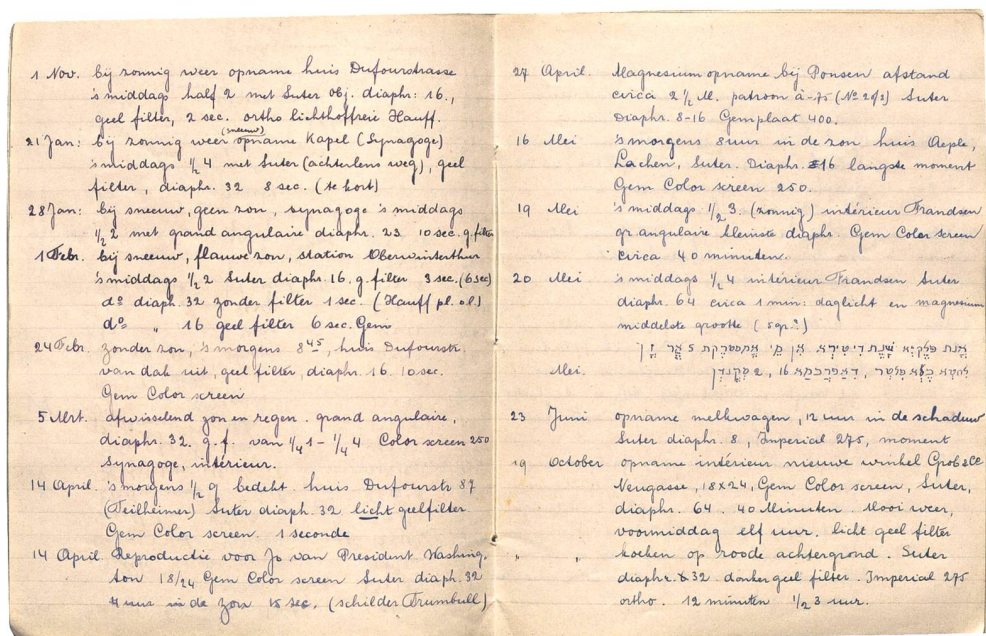 1 Nov. bij zonnig weer opname huis Dufourstrasse
's middags half 2 met Suter obj. diaphr: 16.,
geel filter, 2 sec. ortho lichthoffreie Hauff.
21 Jan: bij zonnig weer (sneeuw) opname Kapel (Synagoge)
's middags ½ 4 met Suter (achterlens weg), geel
filter, diaphr. 32 8 sec. (te kort)
28 Jan: bij sneeuw, geen zon, synagoge 's middags
½ 2 met grand angulaire diaphr. 23. 10 sec. g. filter
1 Febr. bij sneeuw, flauwe zon, station Oberwinterthur
's middags ½ 2 Suter diaphr. 16. g. filter 3 sec. (6 sec)
do diaph. 32 zonder filter 1 sec. (Hauff pl. o.l.)
do " 16 geel filter 6 sec. Gem
24 Febr. zonder zon, 's morgens 8 45, huis Dufourstr.
van dak uit, geel filter, diaphr. 16. 10 sec.
Gem Color screen
5 Mrt. afwisselend zon en regen. grand angulaire,
diaphr. 32. g. f. van ¼ 1 - ¼ 4 Color screen 250
synagoge, intérieur.
14 April. 's morgens ½ 9 bedekt. huis Dufourstr 87
(Teilheimer) Suter diaph. 32 licht geelfilter
Gem Color screen. 1 seconde
14 April. Reproductie voor Jo van President Washing.
ton 18/24 Gem Color screen Suter diaph. 32
4 uur in de zon 15 sec. (schilder Trumbull)
27 April. Magnesium opname bij Ponsen afstand
circa 2 ½ M. patroon à -75 (No 2 of 2) Suter
Diaphr. 8-16 Gem plaat 400.
16 Mei 's morgens 8 uur in de zon huis Aeple,
Lachen, Suter. Diaphr. 16 langste moment
Gem Color screen 250.
19 Mei 's middags ½ 3. (zonnig) intérieur Frandsen
gr angulaire kleinste diaphr. Gem Color screen
circa 40 minuten.
20 Mei 's middags ¼ 4 intérieur Frandsen Suter
diaphr. 64 circa 1 min: daglicht en magnesium
middelste grootte (5 gr.?)
5
Mei. 16, 2
23 Juni opname melkwagen, 12 uur in de schaduw
Suter diaphr. 8, Imperial 275, moment
19 October opname intérieur nieuwe winkel Grob & Co
Neugasse, 18x24, Gem Color screen, Suter,
diaphr. 64. 40 Minuten. Mooi weer,
voormiddag elf uur. licht geel filter
" " koeken op roode achtergrond. Suter
diaphr. 32. donker geel filter. Imperial 275
ortho. 12 minuten ½ 3 uur.